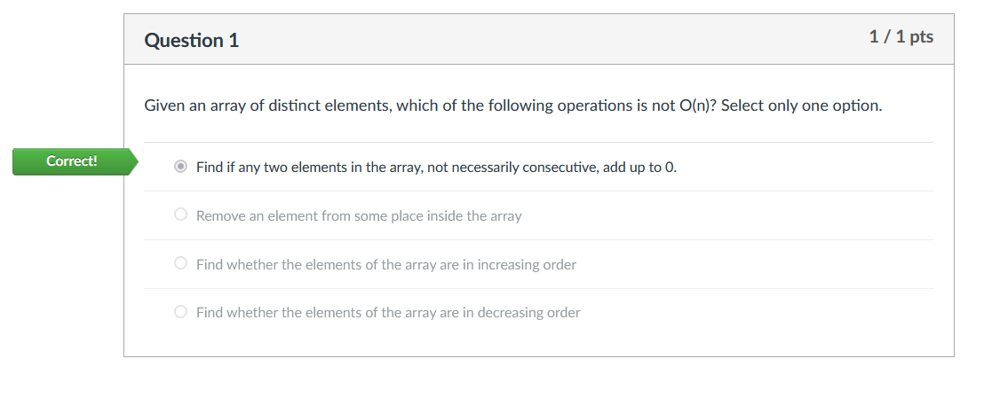 Question 1
1 / 1 pts
Given an array of distinct elements, which of the following operations is not O(n)? Select only one option.
Correct!
Find if any two elements in the array, not necessarily consecutive, add up to 0.
Remove an element from some place inside the array
Find whether the elements of the array are in increasing order
Find whether the elements of the array are in decreasing order